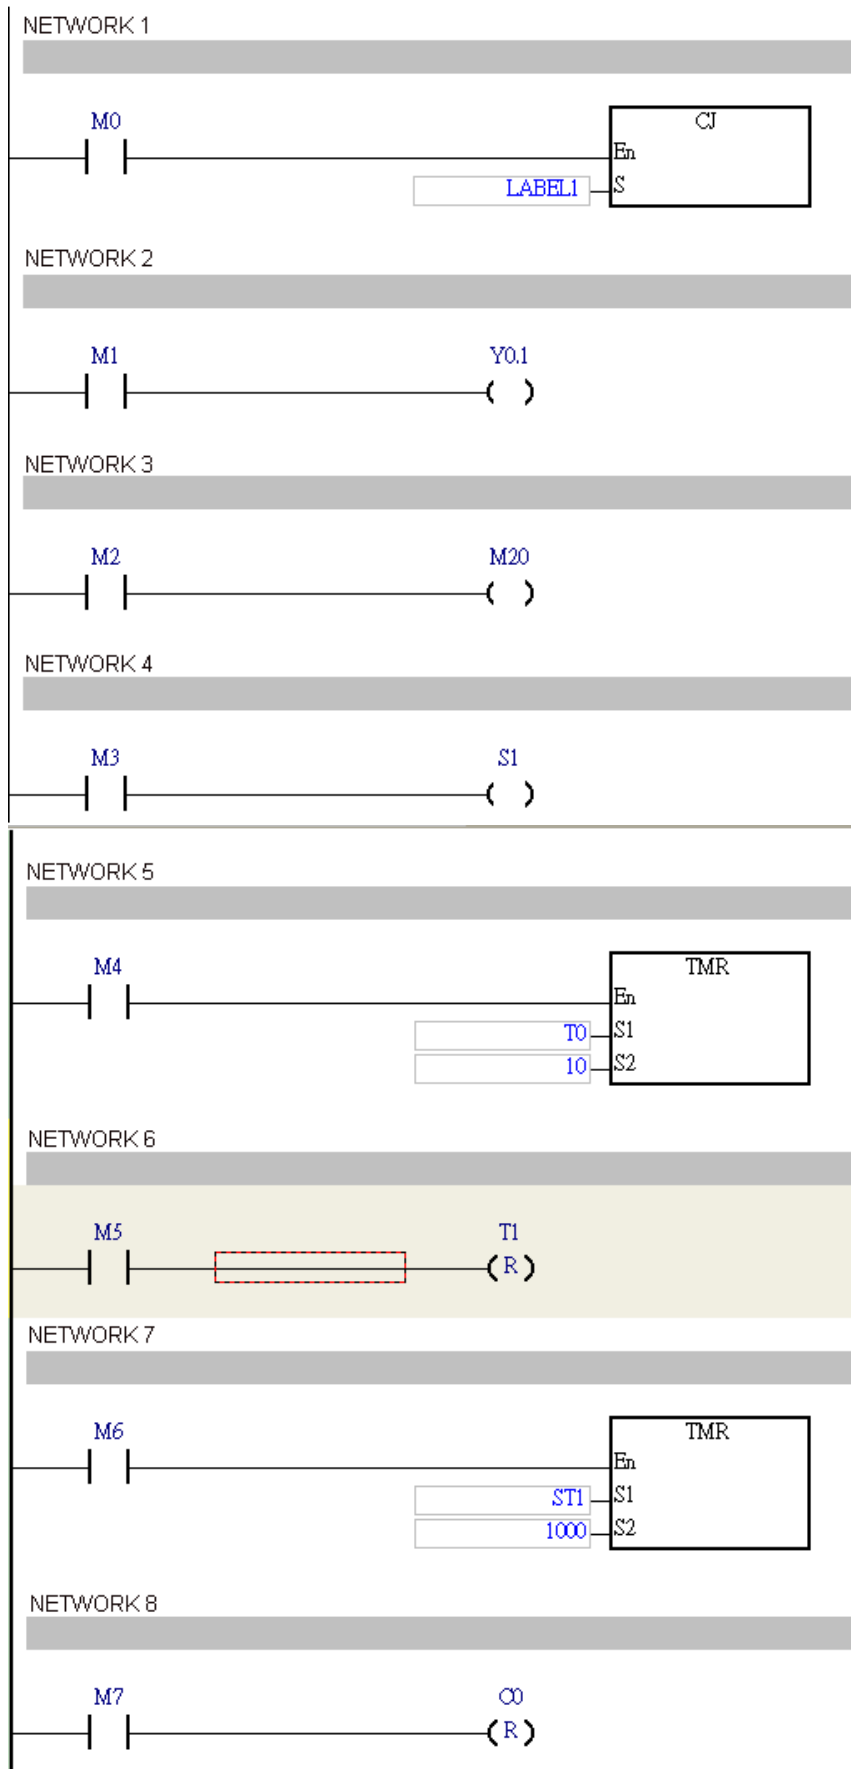 NETWORK 1
M0
CJ
En
LABEL1 S
NETWORK 2
M1 Y0.1
NETWORK 3
M2 M20
NETWORK 4
M3 S1
NETWORK 5
M4 TMR
En
T0 S1
10 S2
NETWORK 6
M5 T1
R
NETWORK 7
M6 TMR
En
ST1 S1
1000 S2
NETWORK 8
M7 C0
R